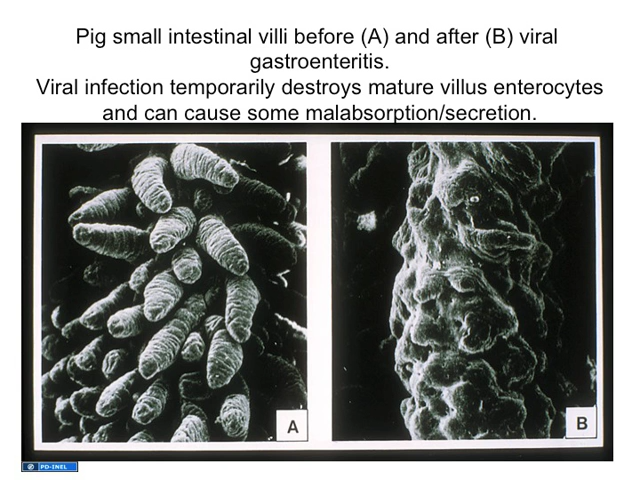 Pig small intestinal villi before (A) and after (B) viral
gastroenteritis.
Viral infection temporarily destroys mature villus enterocytes
and can cause some malabsorption/secretion.
A
B
PD-INEL